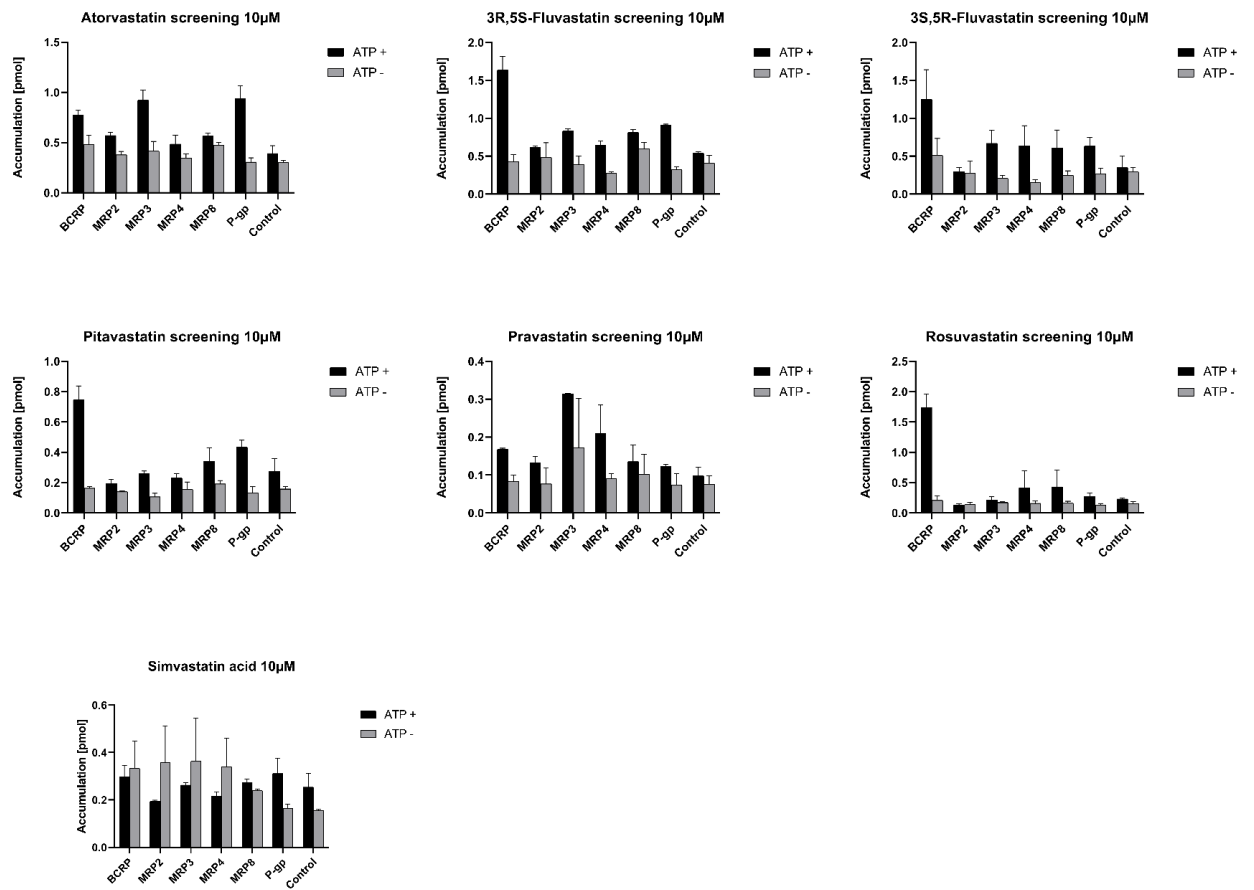 Atorvastatin screening 10µM
Accumulation [pmol]
1.5
1.0
0.5
0.0
BCRP
MRP2
MRP3
MRP4
MRP8
P-gp
Control
ATP +
ATP -
3R,5S-Fluvastatin screening 10µM
Accumulation [pmol]
2.0
1.5
1.0
0.5
0.0
BCRP
MRP2
MRP3
MRP4
MRP8
P-gp
Control
ATP +
ATP -
3S,5R-Fluvastatin screening 10µM
Accumulation [pmol]
2.0
1.5
1.0
0.5
0.0
BCRP
MRP2
MRP3
MRP4
MRP8
P-gp
Control
ATP +
ATP -
Pitavastatin screening 10µM
Accumulation [pmol]
1.0
0.8
0.6
0.4
0.2
0.0
BCRP
MRP2
MRP3
MRP4
MRP8
P-gp
Control
ATP +
ATP -
Pravastatin screening 10µM
Accumulation [pmol]
0.4
0.3
0.2
0.1
0.0
BCRP
MRP2
MRP3
MRP4
MRP8
P-gp
Control
ATP +
ATP -
Rosuvastatin screening 10µM
Accumulation [pmol]
2.5
2.0
1.5
1.0
0.5
0.0
BCRP
MRP2
MRP3
MRP4
MRP8
P-gp
Control
ATP +
ATP -
Simvastatin acid 10µM
Accumulation [pmol]
0.6
0.4
0.2
0.0
BCRP
MRP2
MRP3
MRP4
MRP8
P-gp
Control
ATP +
ATP -